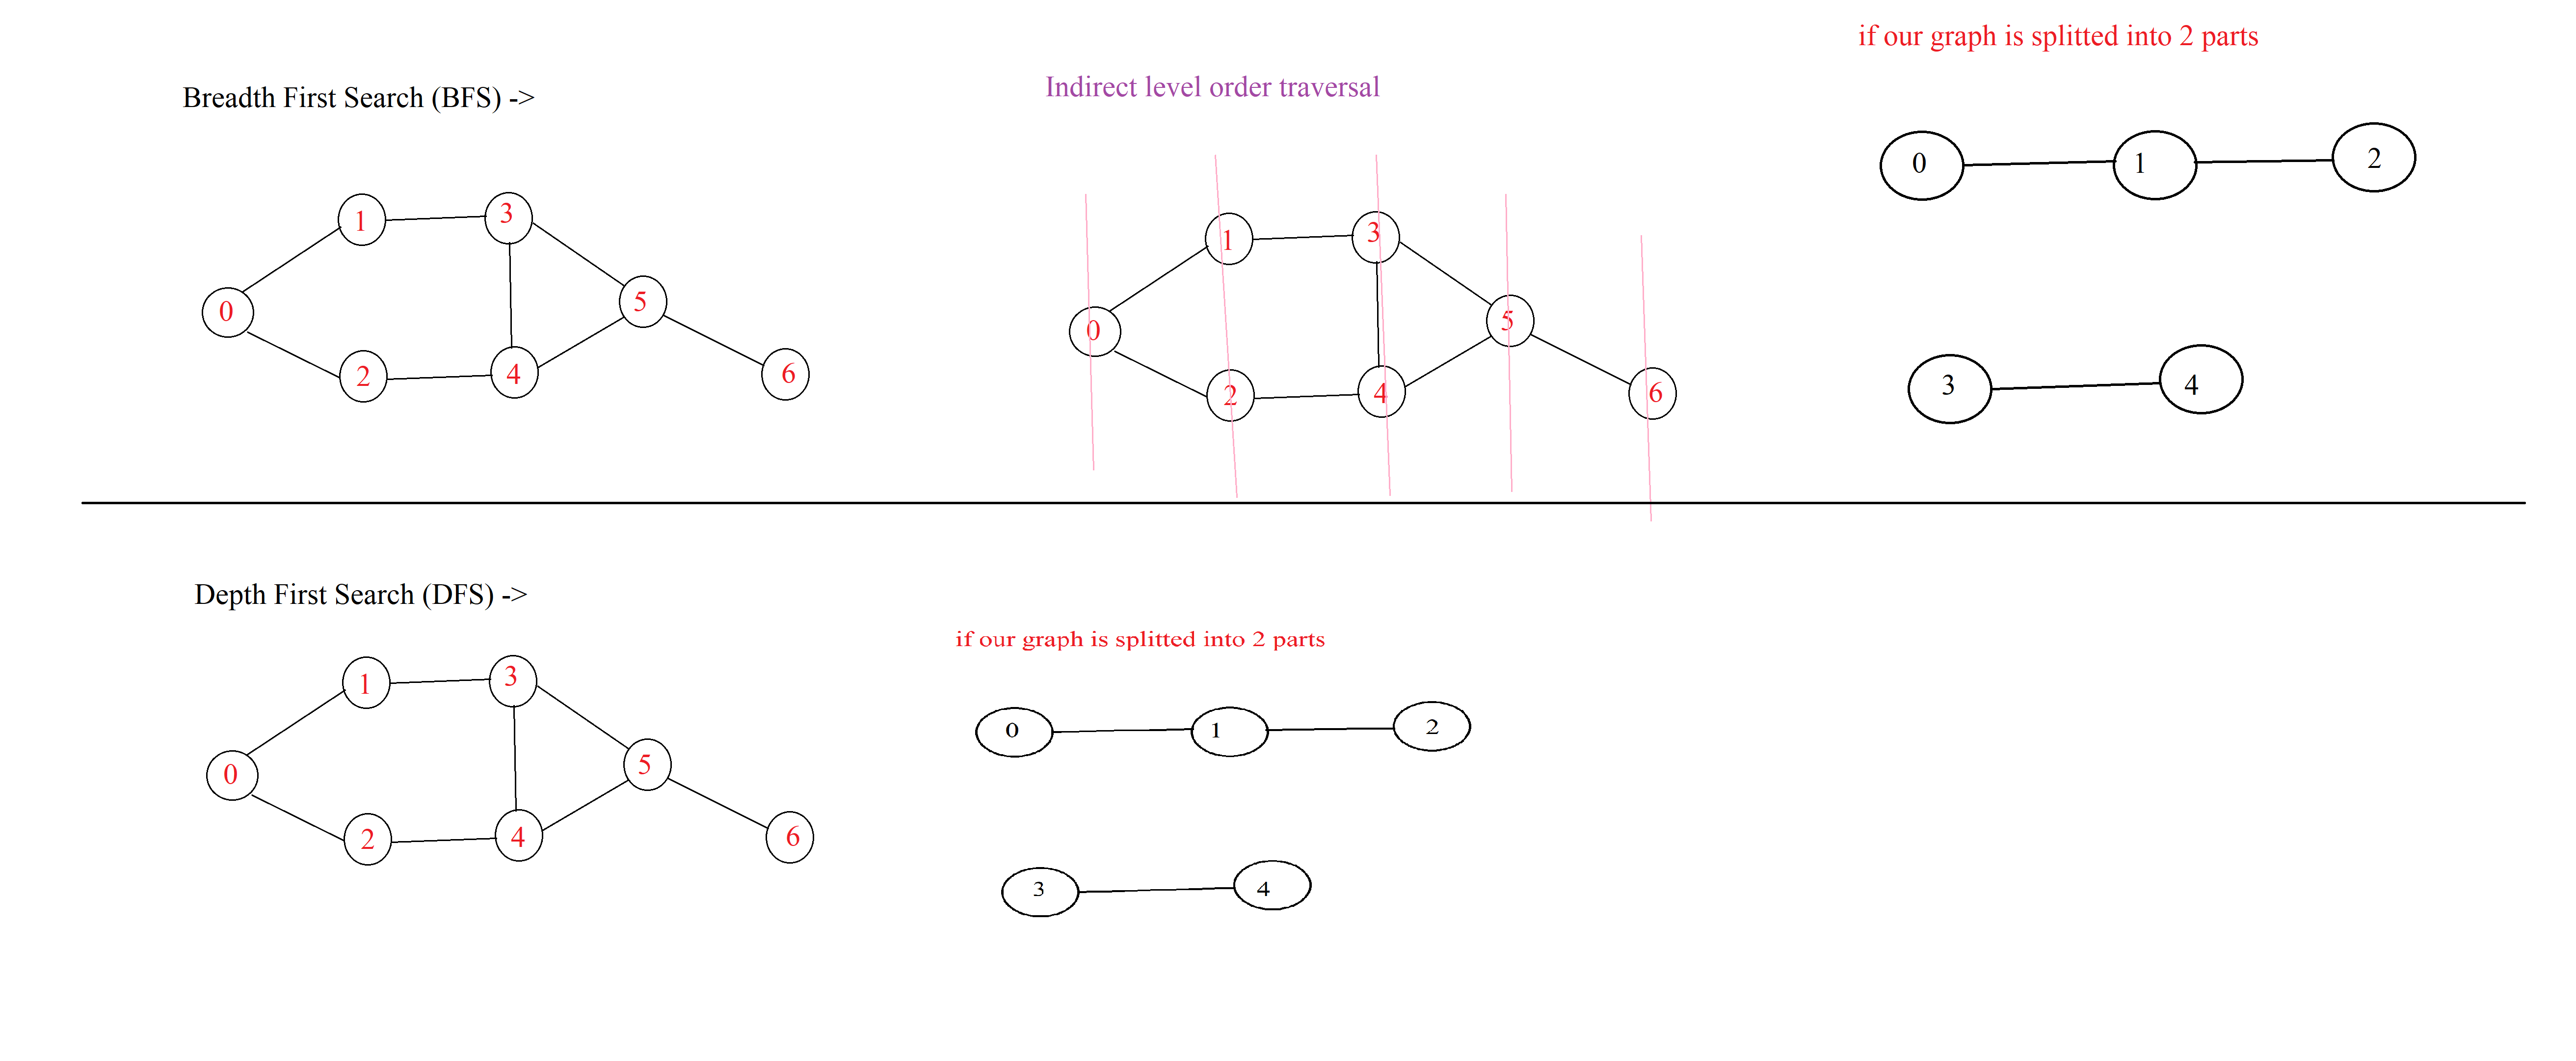 if our graph is splitted into 2 parts
Breadth First Search (BFS) ->
Indirect level order traversal
0 1 2
1 3
0 5
2 4 6
1 3
0 5
2 4 6
3 4
Depth First Search (DFS) ->
if our graph is splitted into 2 parts
1 3
0 5
2 4 6
0 1 2
3 4